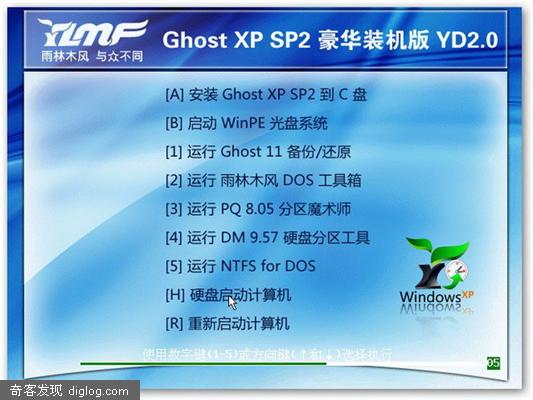 YLMF
雨林木风 与众不同
Ghost XP SP2 豪华装机版 YD2.0
[A] 安装 Ghost XP SP2 到 C 盘
[B] 启动 WinPE 光盘系统
[1] 运行 Ghost 11 备份/还原
[2] 运行 雨林木风 DOS 工具箱
[3] 运行 PQ 8.05 分区魔术师
[4] 运行 DM 9.57 硬盘分区工具
[5] 运行 NTFS for DOS
[H] 硬盘启动计算机
[R] 重新启动计算机
Windows XP
使用数字键(1-5)或方向键(↑和↓)选择执行
05
奇客发现 diglog.com